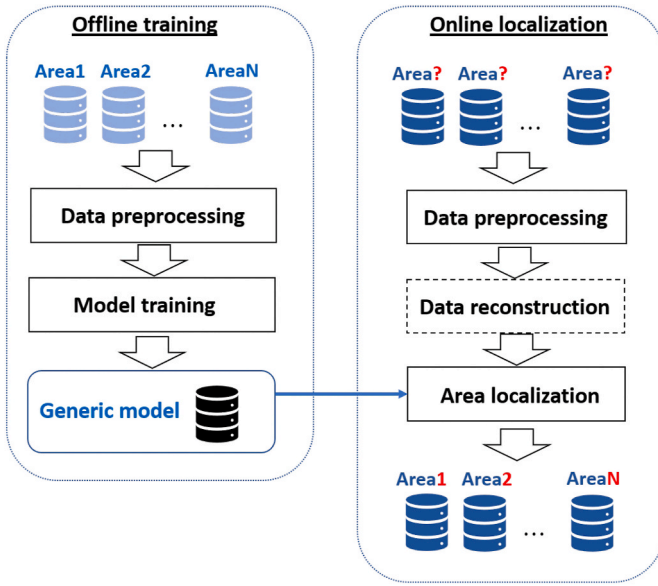 Offline training
Area1 Area2 AreaN
...
Data preprocessing
Model training
Generic model
Online localization
Area? Area? Area?
...
Data preprocessing
Data reconstruction
Area localization
Area1 Area2 AreaN
...